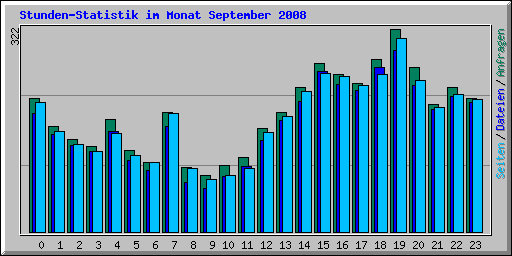 Stunden-Statistik im Monat September 2008
322
Seiten / Dateien / Anfragen
0 1 2 3 4 5 6 7 8 9 10 11 12 13 14 15 16 17 18 19 20 21 22 23